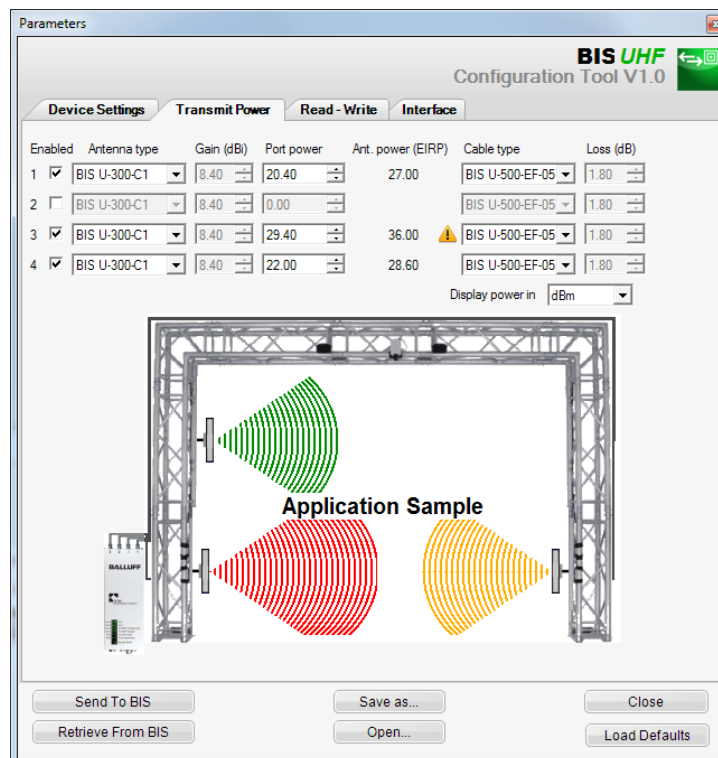 Parameters
BIS UHF
Configuration Tool V1.0
Device Settings Transmit Power Read - Write Interface
Enabled Antenna type Gain (dBi) Port power Ant. power (EIRP) Cable type Loss (dB)
1 BIS U-300-C1 8.40 20.40 27.00 BIS U-500-EF-05 1.80
2 BIS U-300-C1 8.40 0.00 BIS U-500-EF-05 1.80
3 BIS U-300-C1 8.40 29.40 36.00 BIS U-500-EF-05 1.80
4 BIS U-300-C1 8.40 22.00 28.60 BIS U-500-EF-05 1.80
Display power in dBm
Application Sample
BALLUFF
Send To BIS Save as... Close
Retrieve From BIS Open... Load Defaults